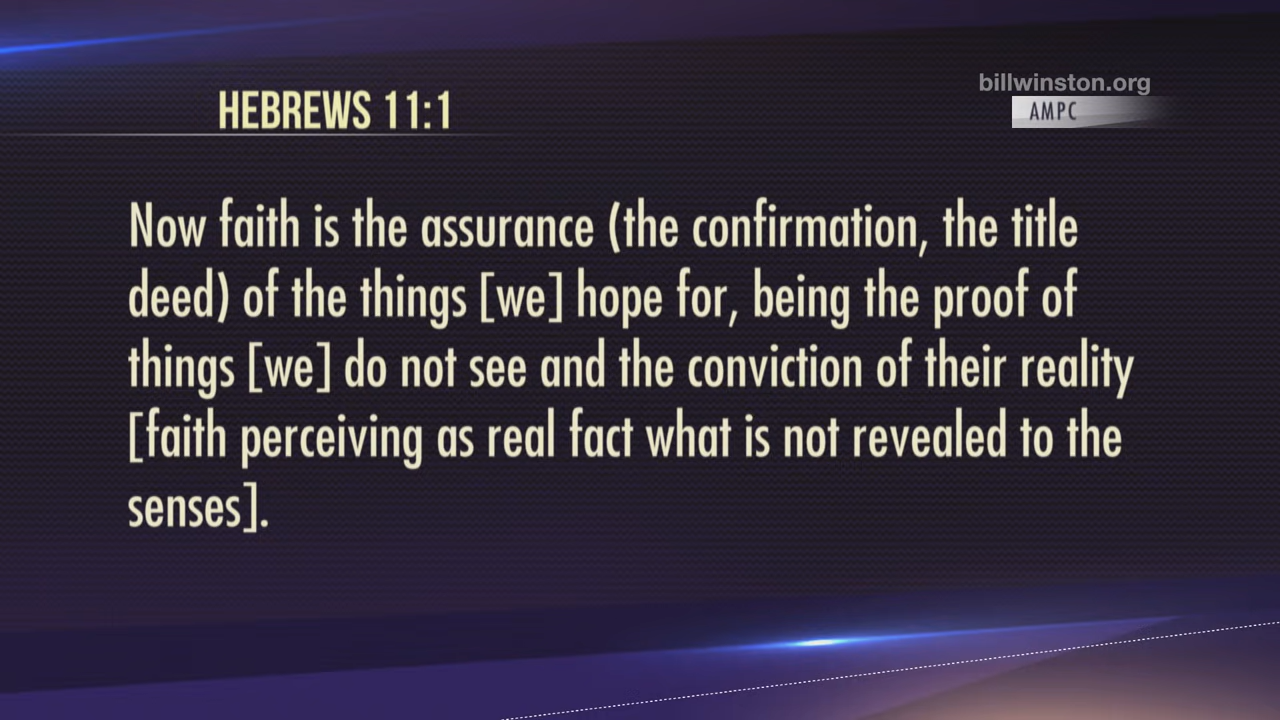 billwinston.org
HEBREWS 11:1
AMPC
Now faith is the assurance (the confirmation, the title
deed) of the things [we] hope for, being the proof of
things [we] do not see and the conviction of their reality
[faith perceiving as real fact what is not revealed to the
senses].